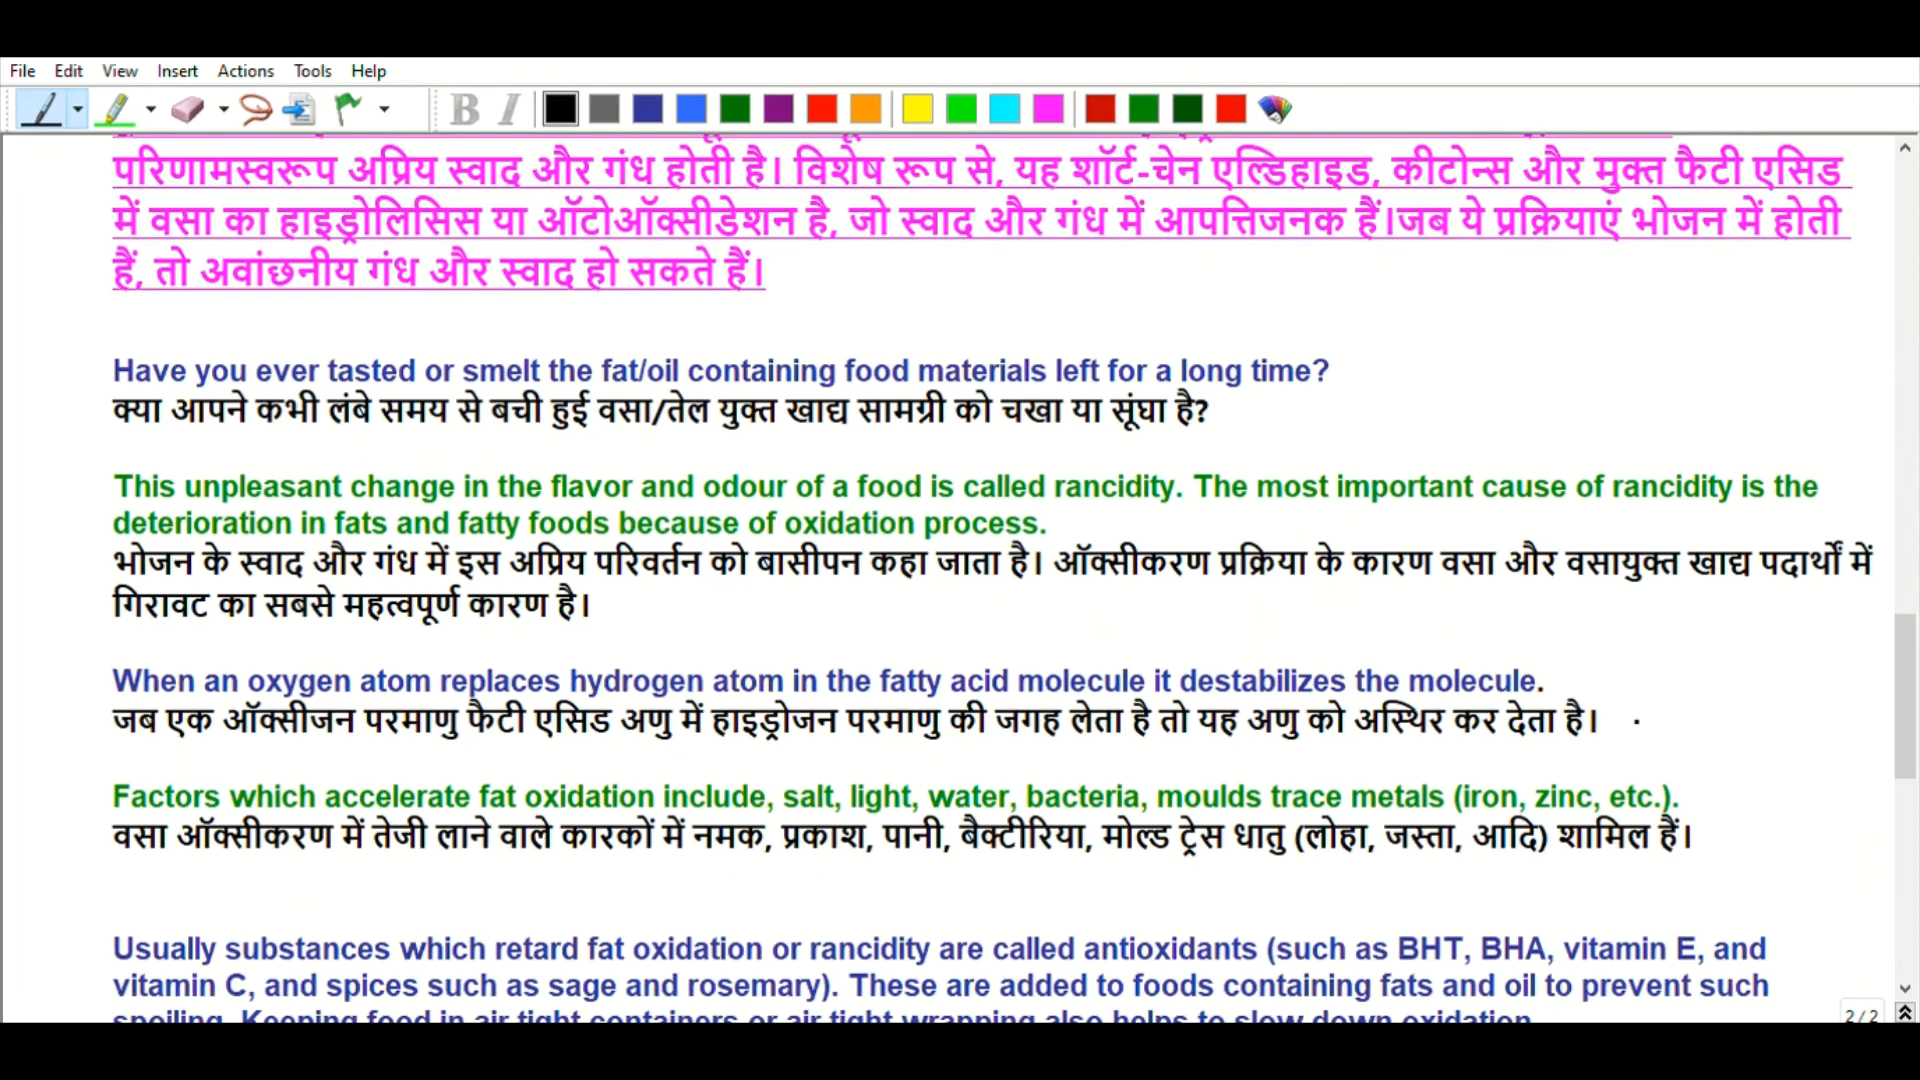 File Edit View Insert Actions Tools Help
B I
परिणामस्वरूप अप्रिय स्वाद और गंध होती है। विशेष रूप से, यह शॉर्ट-चेन एल्डिहाइड, कीटोन्स और मुक्त फैटी एसिड
में वसा का हाइड्रोलिसिस या ऑटोऑक्सीडेशन है, जो स्वाद और गंध में आपत्तिजनक हैं।जब ये प्रक्रियाएं भोजन में होती
हैं, तो अवांछनीय गंध और स्वाद हो सकते हैं।
Have you ever tasted or smelt the fat/oil containing food materials left for a long time?
क्या आपने कभी लंबे समय से बची हुई वसा/तेल युक्त खाद्य सामग्री को चखा या सूंघा है?
This unpleasant change in the flavor and odour of a food is called rancidity. The most important cause of rancidity is the
deterioration in fats and fatty foods because of oxidation process.
भोजन के स्वाद और गंध में इस अप्रिय परिवर्तन को बासीपन कहा जाता है। ऑक्सीकरण प्रक्रिया के कारण वसा और वसायुक्त खाद्य पदार्थों में
गिरावट का सबसे महत्वपूर्ण कारण है।
When an oxygen atom replaces hydrogen atom in the fatty acid molecule it destabilizes the molecule.
जब एक ऑक्सीजन परमाणु फैटी एसिड अणु में हाइड्रोजन परमाणु की जगह लेता है तो यह अणु को अस्थिर कर देता है।
Factors which accelerate fat oxidation include, salt, light, water, bacteria, moulds trace metals (iron, zinc, etc.).
वसा ऑक्सीकरण में तेजी लाने वाले कारकों में नमक, प्रकाश, पानी, बैक्टीरिया, मोल्ड ट्रेस धातु (लोहा, जस्ता, आदि) शामिल हैं।
Usually substances which retard fat oxidation or rancidity are called antioxidants (such as BHT, BHA, vitamin E, and
vitamin C, and spices such as sage and rosemary). These are added to foods containing fats and oil to prevent such
spoiling. Keeping food in air tight containers or air tight wrapping also helps to slow down oxidation.
2/2